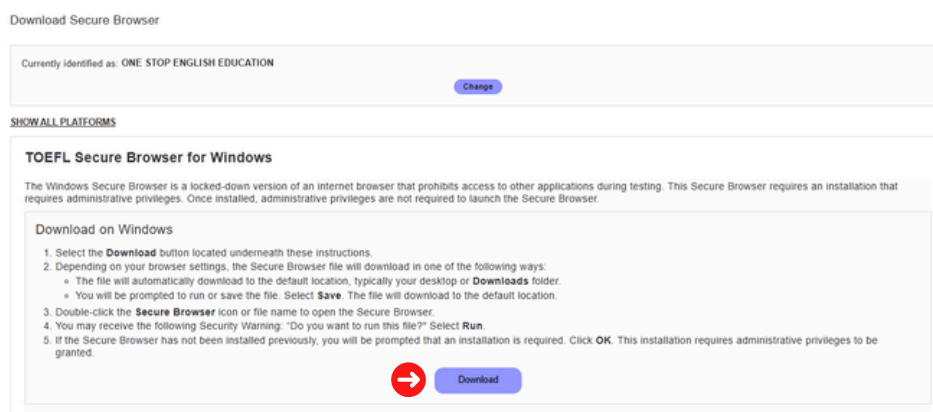 Download Secure Browser
Currently identified as: ONE STOP ENGLISH EDUCATION
Change
SHOW ALL PLATFORMS
TOEFL Secure Browser for Windows
The Windows Secure Browser is a locked-down version of an internet browser that prohibits access to other applications during testing. This Secure Browser requires an installation that
requires administrative privileges. Once installed, administrative privileges are not required to launch the Secure Browser.
Download on Windows
1. Select the Download button located underneath these instructions.
2. Depending on your browser settings, the Secure Browser file will download in one of the following ways:
The file will automatically download to the default location, typically your desktop or Downloads folder.
You will be prompted to run or save the file. Select Save. The file will download to the default location.
3. Double-click the Secure Browser icon or file name to open the Secure Browser.
4. You may receive the following Security Warning: "Do you want to run this file?" Select Run.
5. If the Secure Browser has not been installed previously, you will be prompted that an installation is required. Click OK. This installation requires administrative privileges to be
granted.
Download